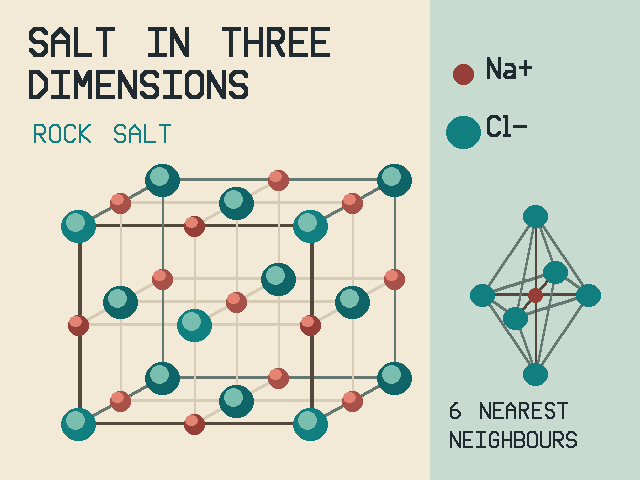 SALT IN THREE
DIMENSIONS
ROCK SALT
Na+
Cl−
6 NEAREST
NEIGHBOURS